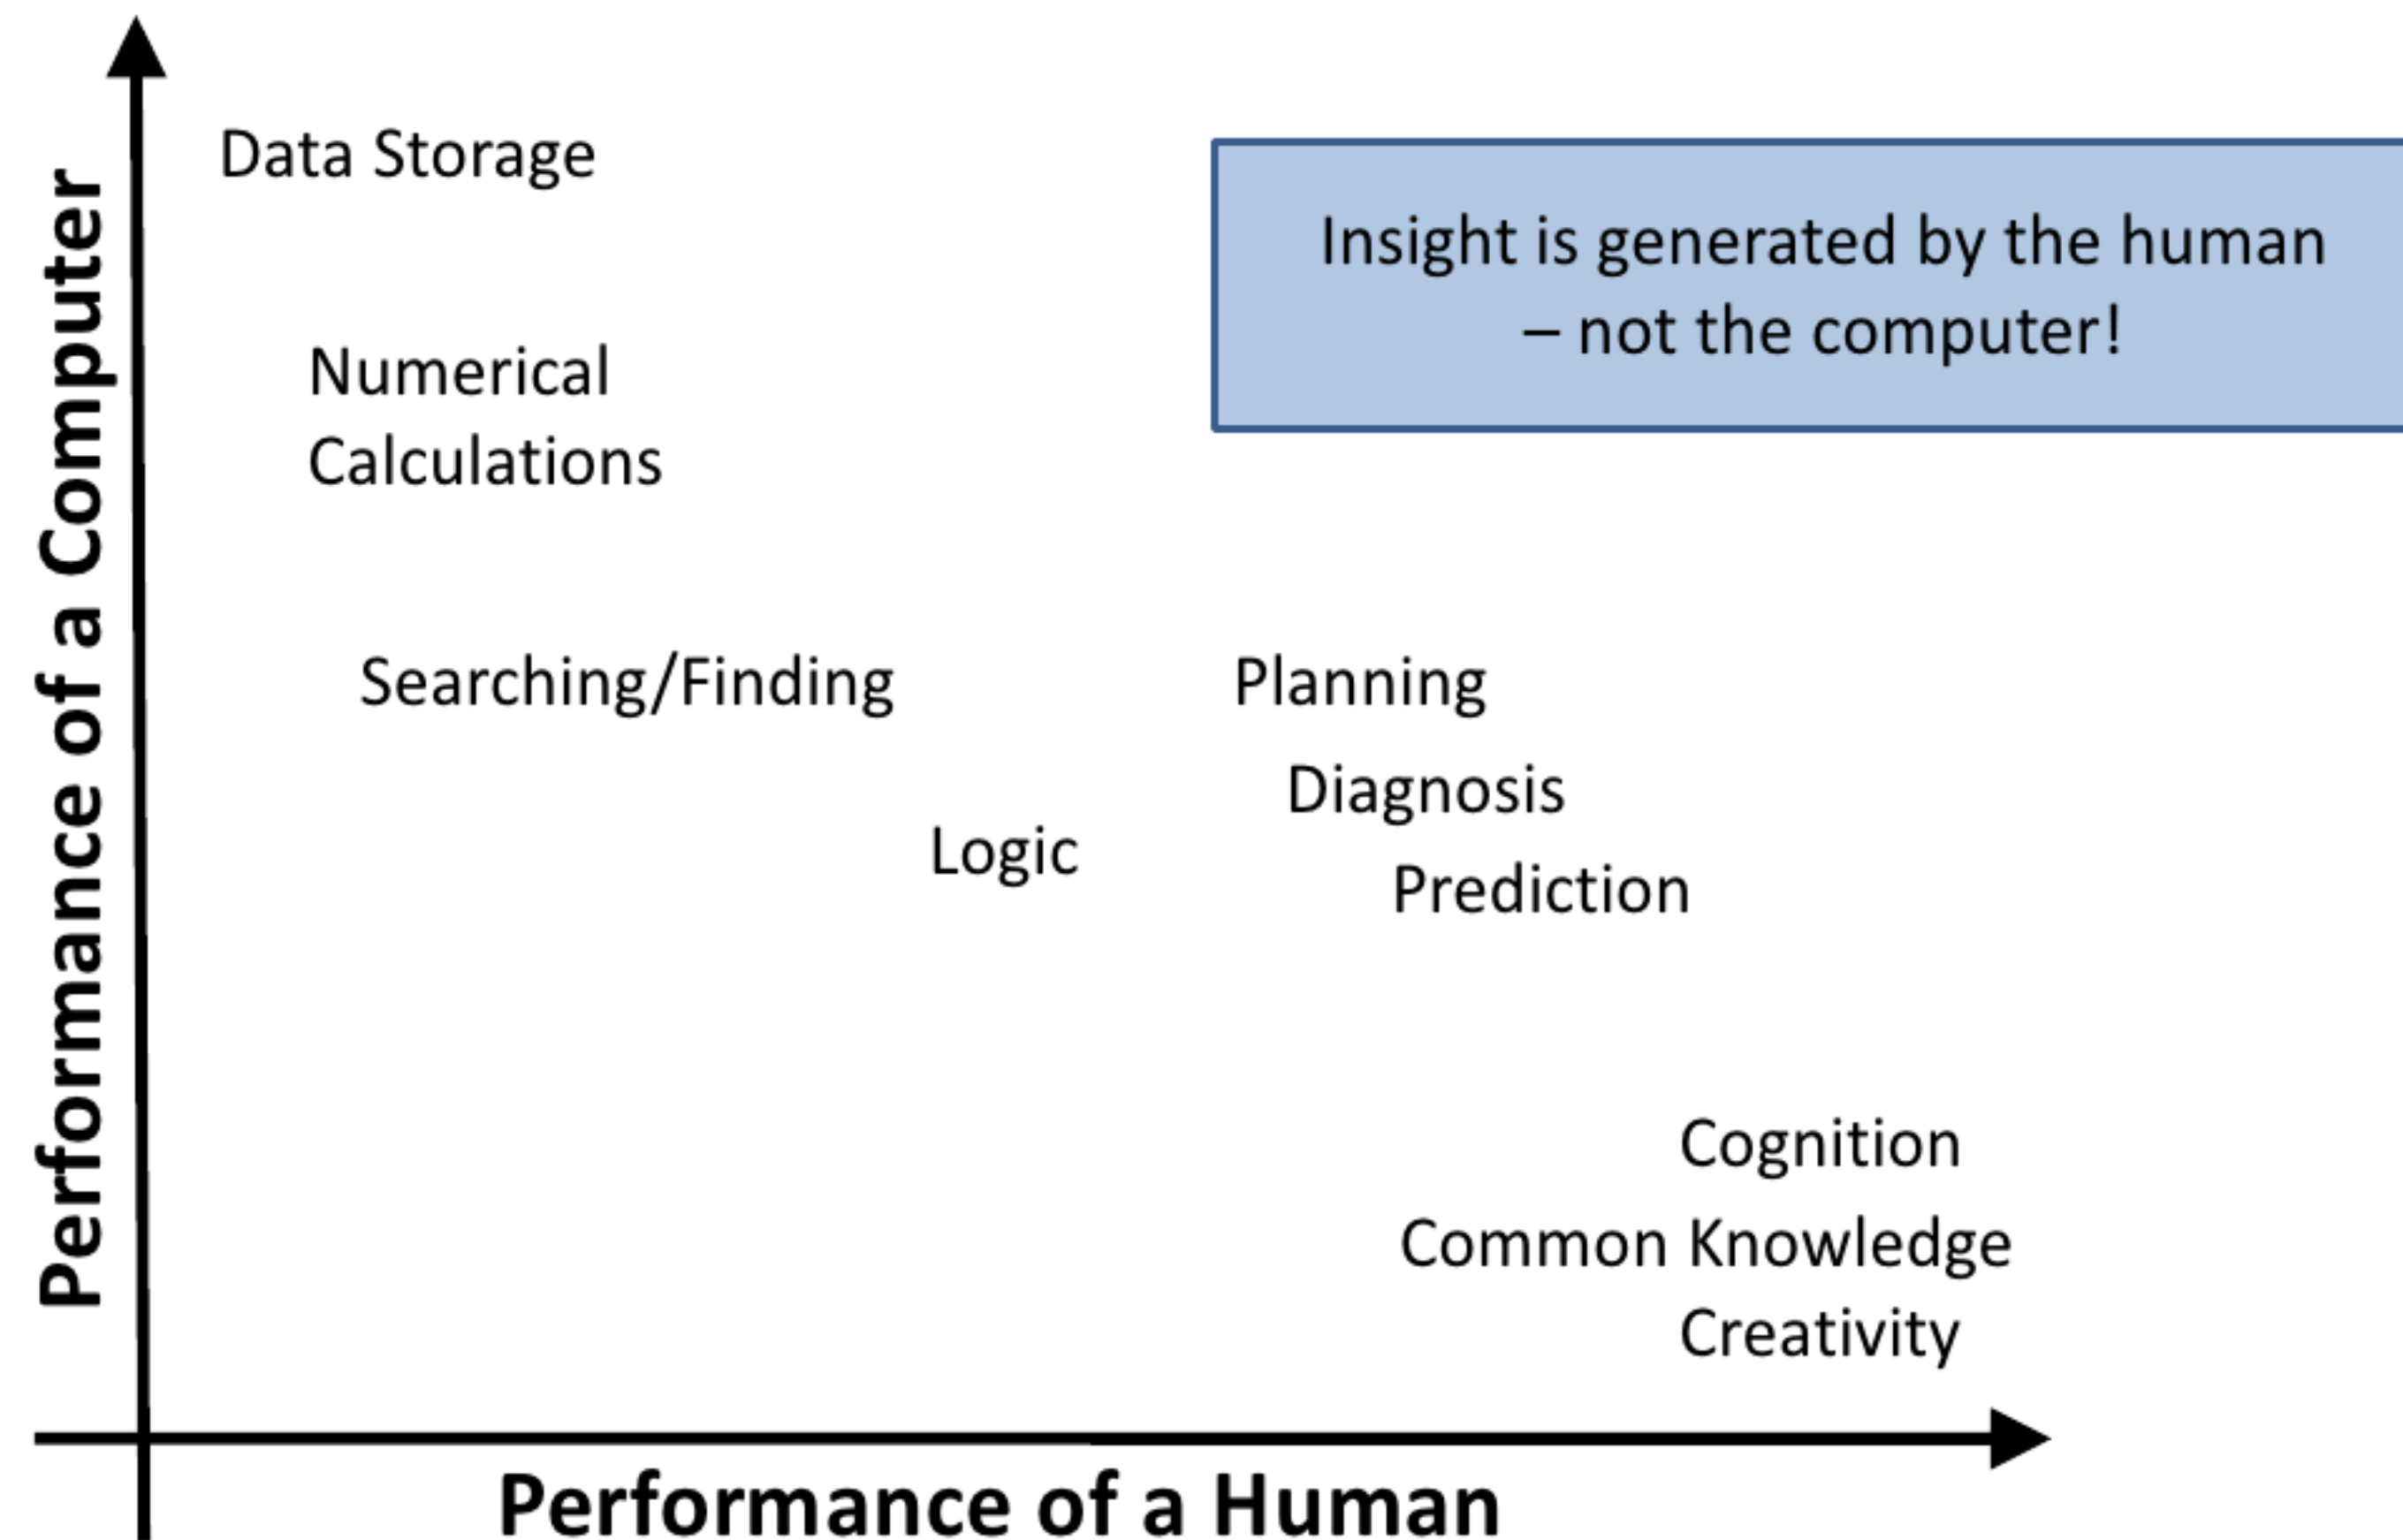 Performance of a Computer
Data Storage
Insight is generated by the human
– not the computer!
Numerical
Calculations
Searching/Finding
Planning
Diagnosis
Logic
Prediction
Cognition
Common Knowledge
Creativity
Performance of a Human